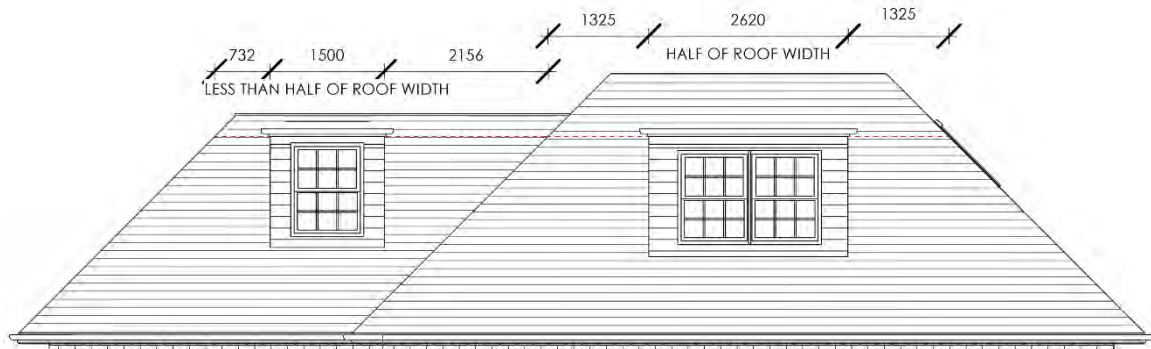 1325 2620 1325
HALF OF ROOF WIDTH
732 1500 2156
LESS THAN HALF OF ROOF WIDTH